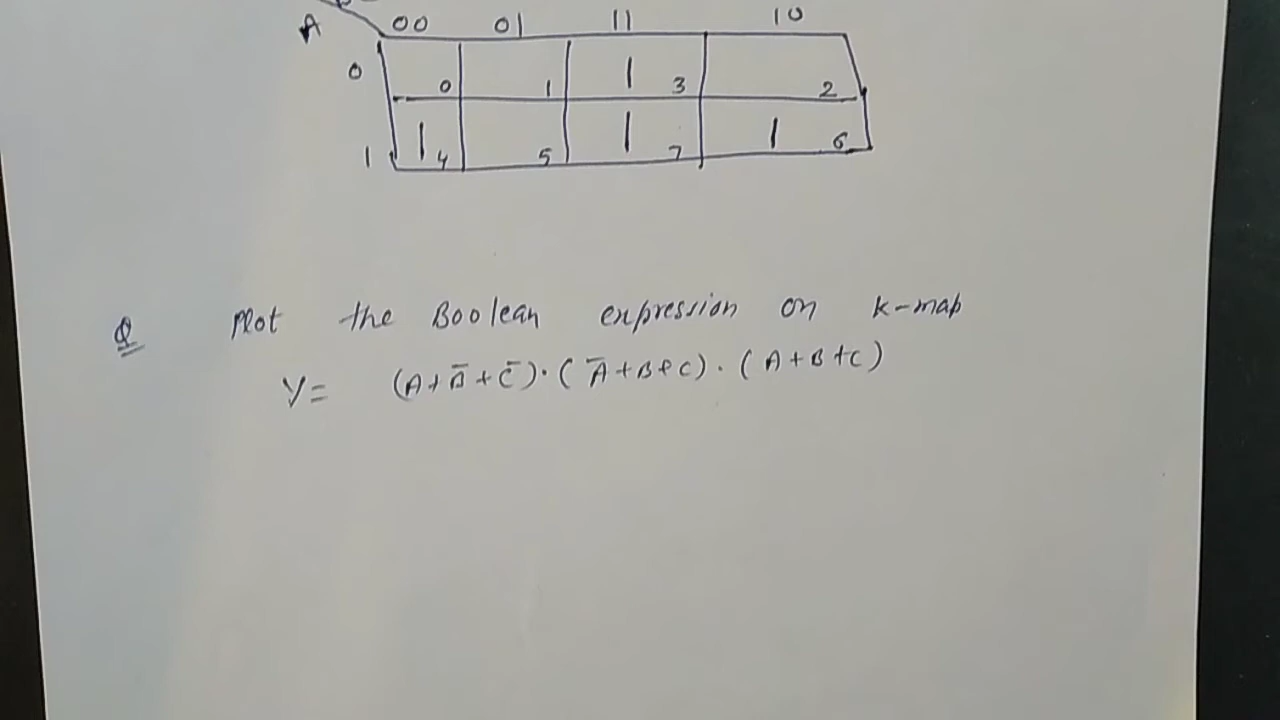 A 00 01 11 10
0 0 1 1 3 2
1 1 4 5 1 7 1 6
Q Plot the Boolean expression on k-map
Y = (A + B̅ + C̅) · ( A̅ + B + C) · ( A + B + C)